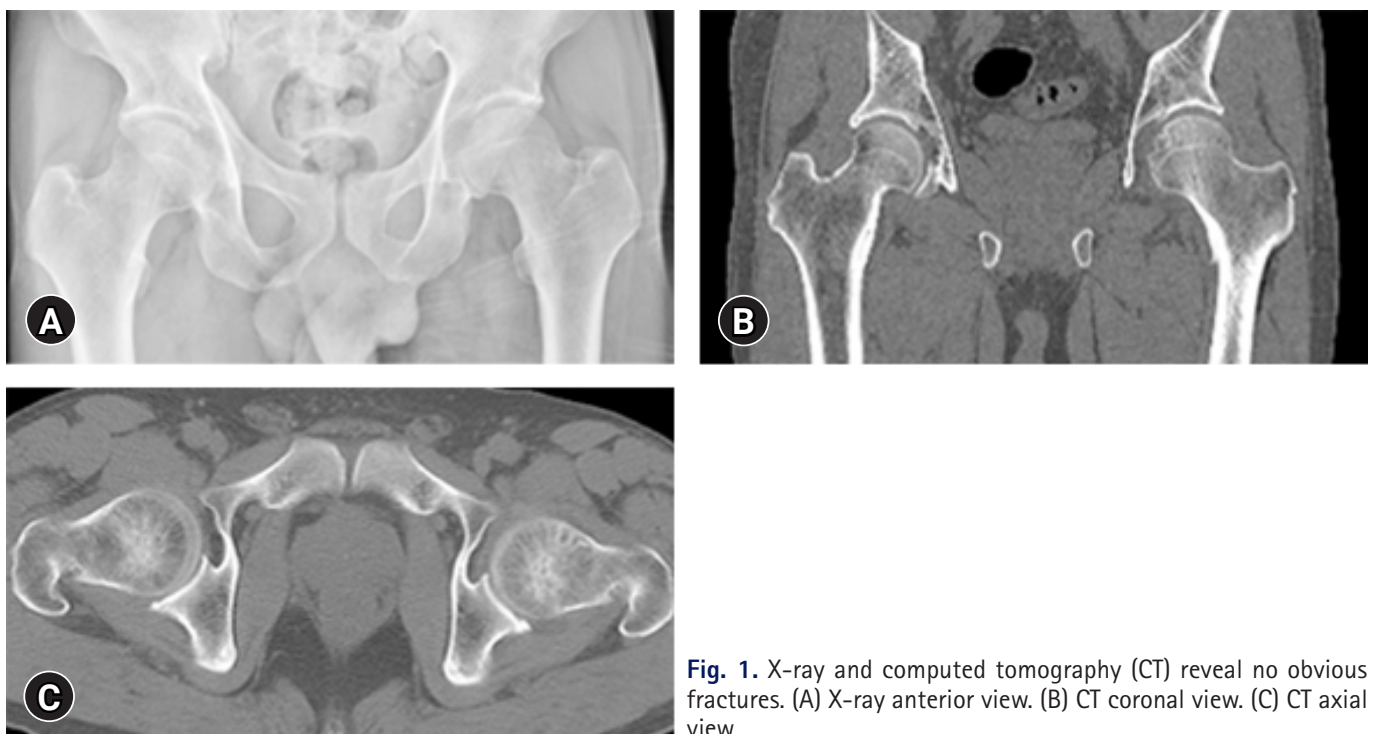 A
B
C
Fig. 1. X-ray and computed tomography (CT) reveal no obvious
fractures. (A) X-ray anterior view. (B) CT coronal view. (C) CT axial
view